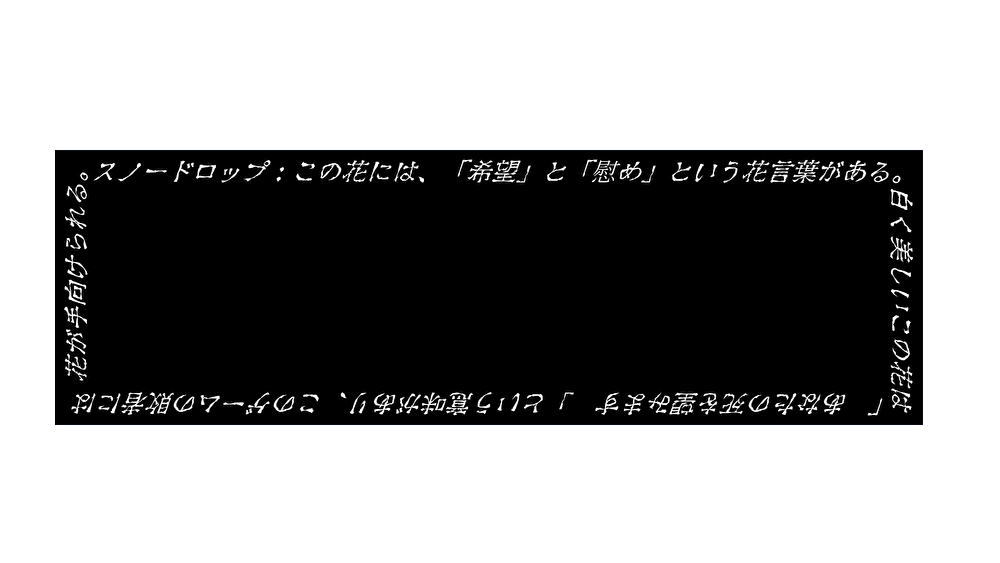 スノードロップ：この花には、「希望」と「慰め」という花言葉がある。
白く美しいこの花は
「あなたの死を望みます」という意味があり、このゲームの敗者には
花が手向けられる。